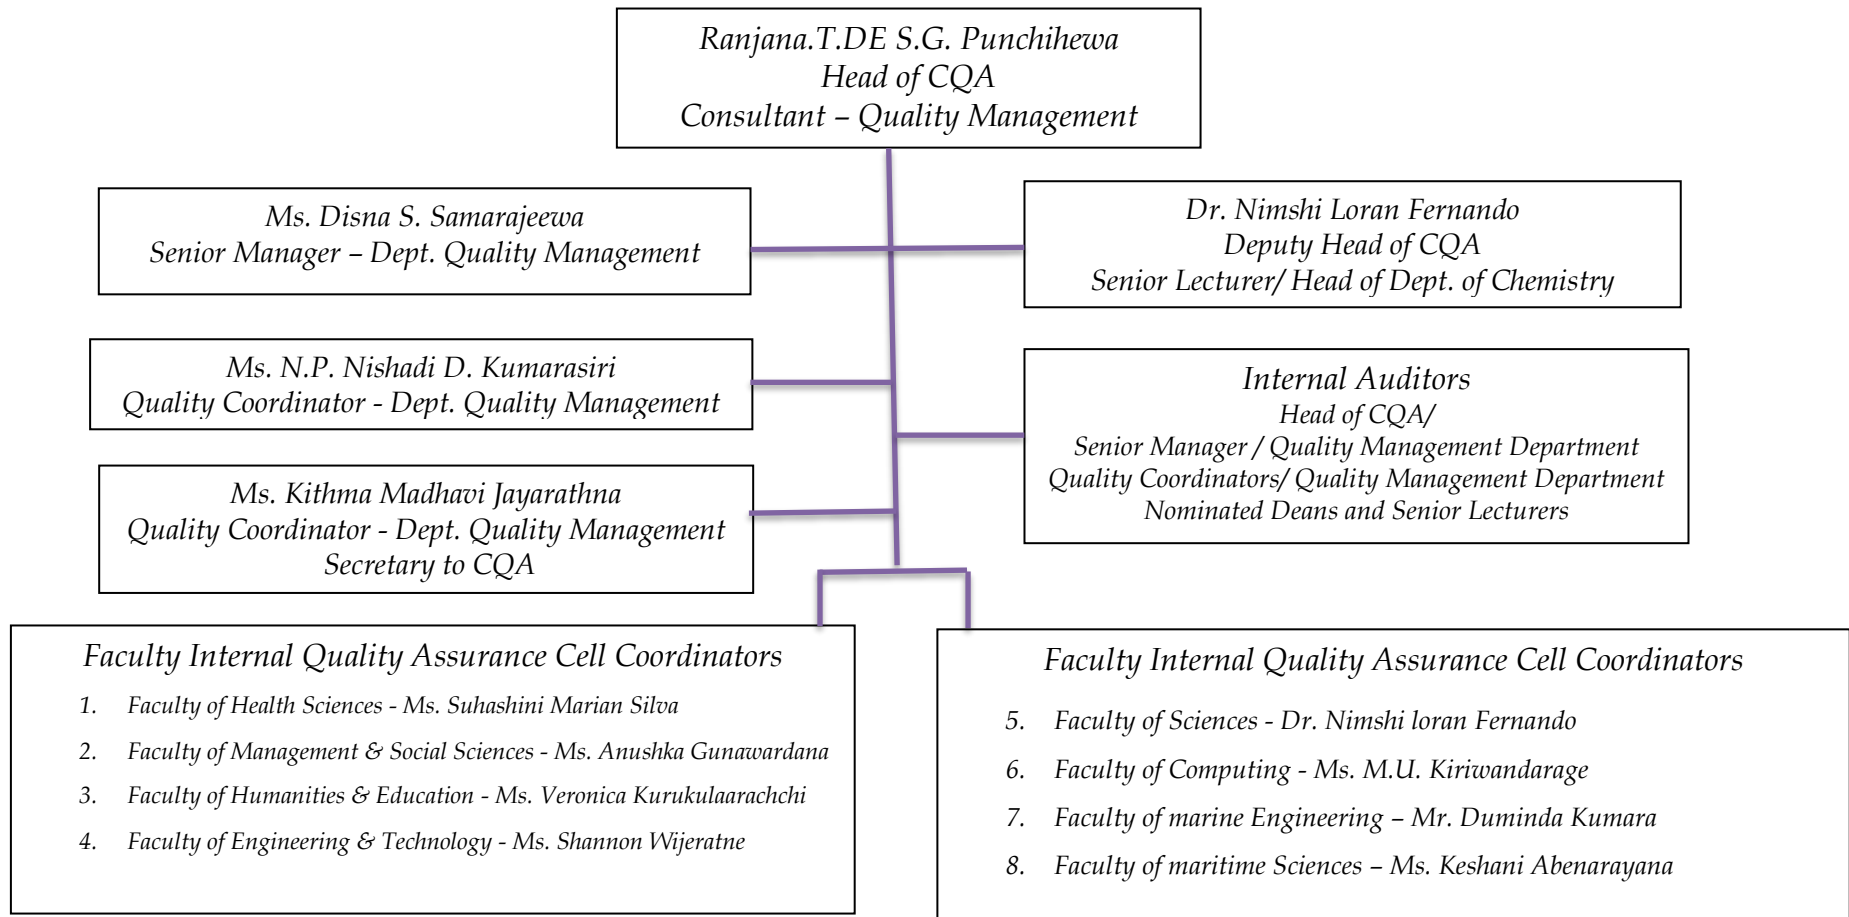 Ranjana.T.DE S.G. Punchihewa
Head of CQA
Consultant – Quality Management
Ms. Disna S. Samarajeewa
Senior Manager – Dept. Quality Management
Dr. Nimshi Loran Fernando
Deputy Head of CQA
Senior Lecturer/ Head of Dept. of Chemistry
Ms. N.P. Nishadi D. Kumarasiri
Quality Coordinator - Dept. Quality Management
Internal Auditors
Head of CQA/
Senior Manager / Quality Management Department
Quality Coordinators/ Quality Management Department
Nominated Deans and Senior Lecturers
Ms. Kithma Madhavi Jayarathna
Quality Coordinator - Dept. Quality Management
Secretary to CQA
Faculty Internal Quality Assurance Cell Coordinators
1. Faculty of Health Sciences - Ms. Suhashini Marian Silva
2. Faculty of Management & Social Sciences - Ms. Anushka Gunawardana
3. Faculty of Humanities & Education - Ms. Veronica Kurukulaarachchi
4. Faculty of Engineering & Technology - Ms. Shannon Wijeratne
Faculty Internal Quality Assurance Cell Coordinators
5. Faculty of Sciences - Dr. Nimshi loran Fernando
6. Faculty of Computing - Ms. M.U. Kiriwandarage
7. Faculty of marine Engineering – Mr. Duminda Kumara
8. Faculty of maritime Sciences – Ms. Keshani Abenarayana